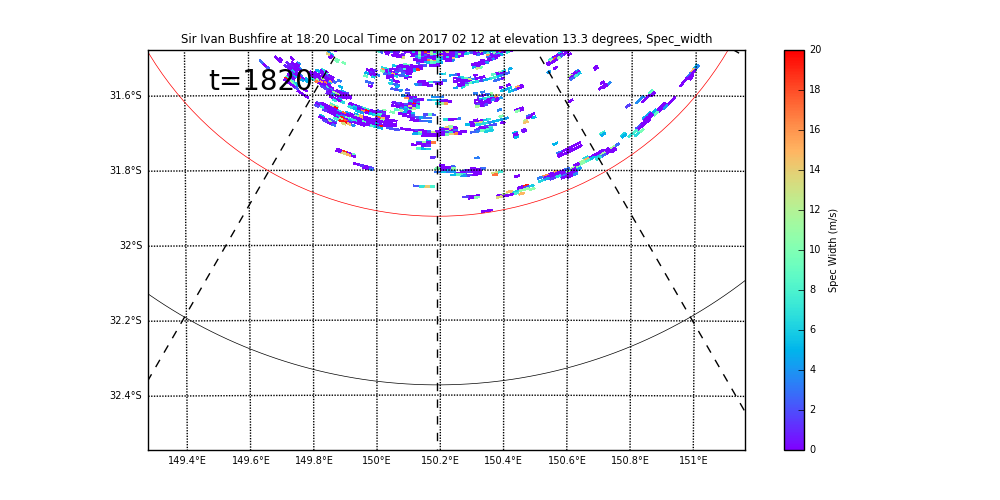 Sir Ivan Bushfire at 18:20 Local Time on 2017 02 12 at elevation 13.3 degrees, Spec_width
t=1820
31.6°S
31.8°S
32°S
32.2°S
32.4°S
149.4°E 149.6°E 149.8°E 150°E 150.2°E 150.4°E 150.6°E 150.8°E 151°E
20
18
16
14
12
10
8
6
4
2
0
Spec Width (m/s)